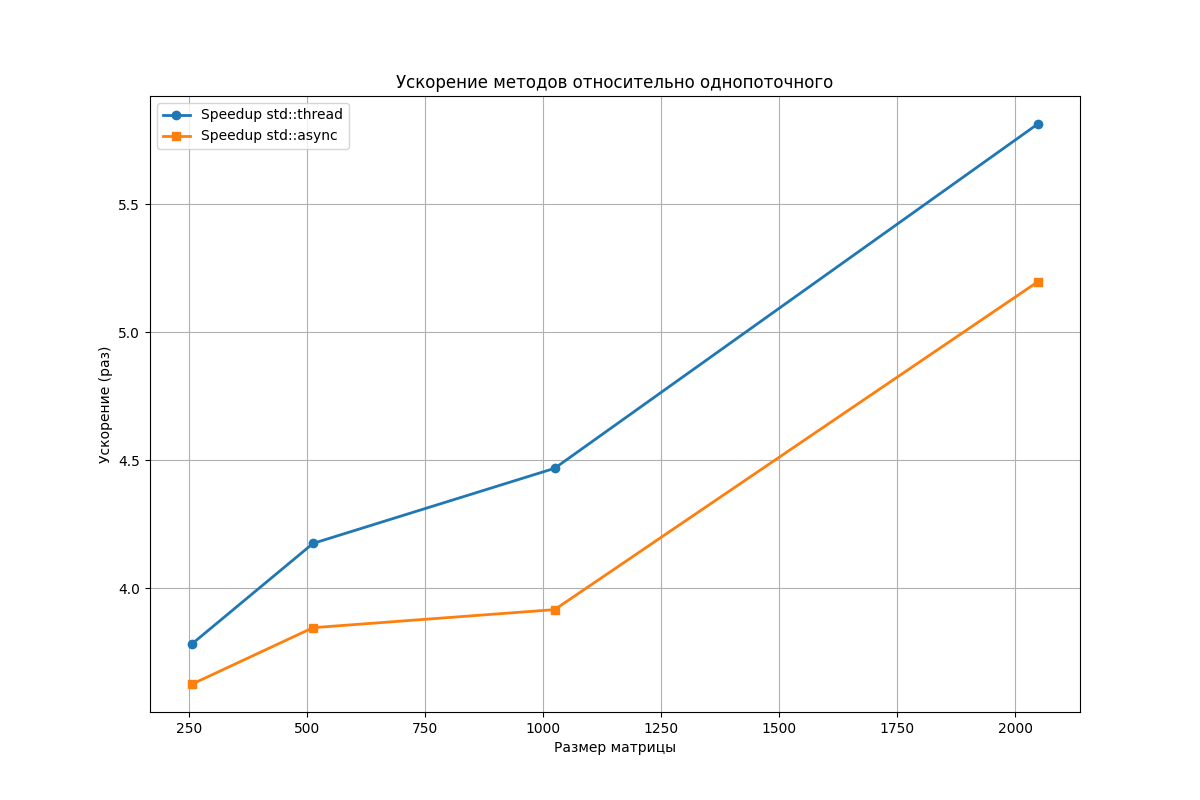 Ускорение методов относительно однопоточного
Speedup std::thread
Speedup std::async
Ускорение (раз)
5.5
5.0
4.5
4.0
250 500 750 1000 1250 1500 1750 2000
Размер матрицы